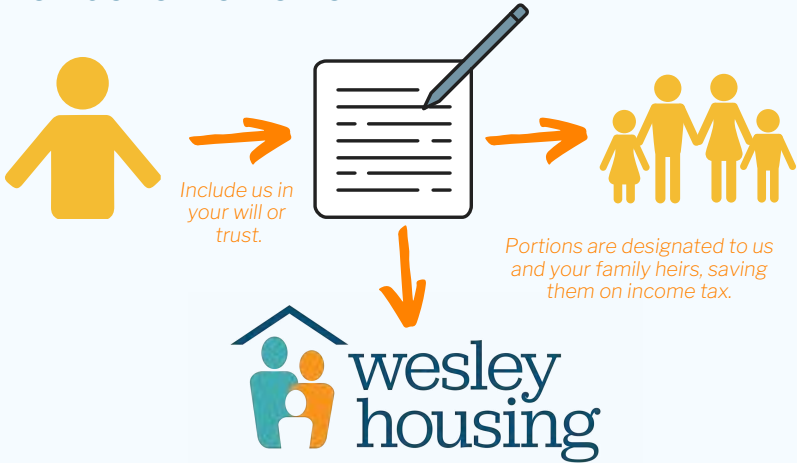 Include us in
your will or
trust.
Portions are designated to us
and your family heirs, saving
them on income tax.
wesley
housing